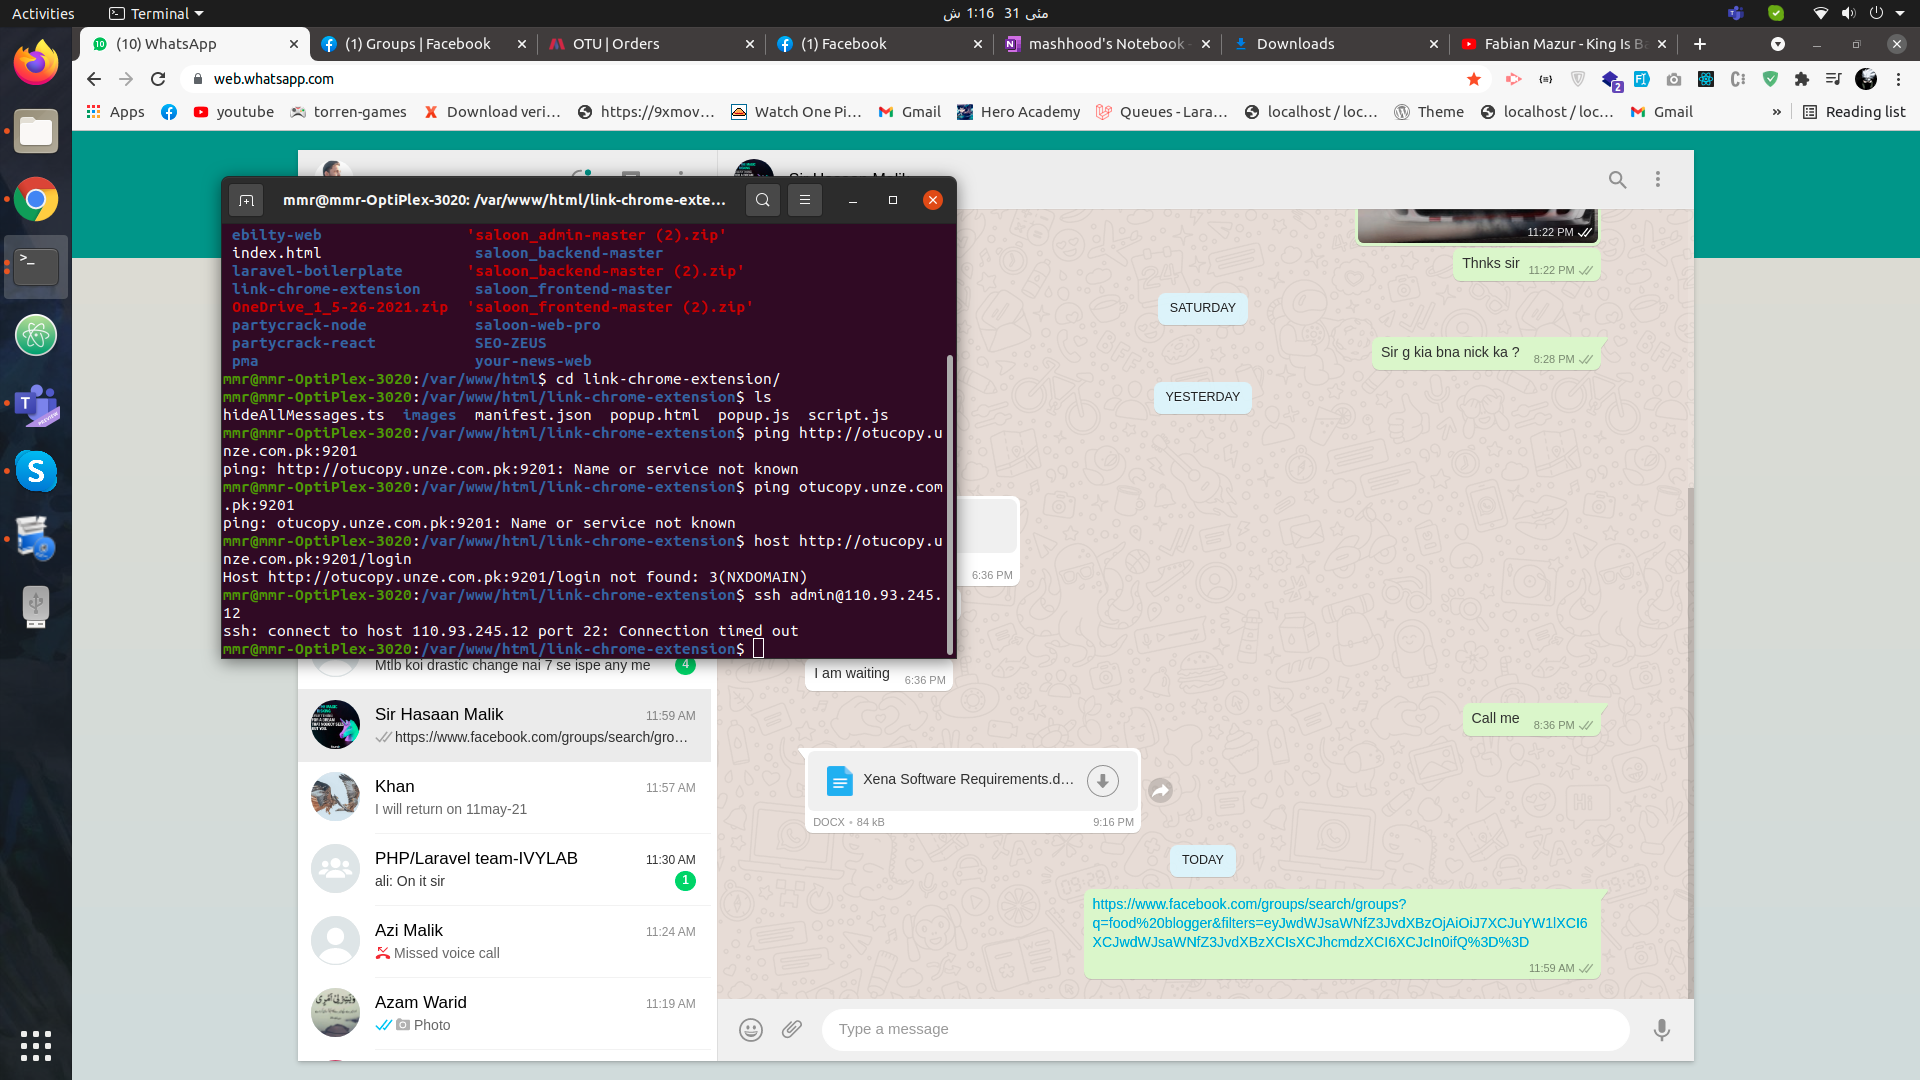 Activities
Terminal
مئی 31  1:16 ش
(10) WhatsApp
(1) Groups | Facebook
OTU | Orders
(1) Facebook
mashhood's Notebook -
Downloads
Fabian Mazur - King Is Ba
web.whatsapp.com
2
Apps
youtube
torren-games
Download veri...
https://9xmov...
Watch One Pi...
Gmail
Hero Academy
Queues - Lara...
localhost / loc...
Theme
localhost / loc...
Gmail
»
Reading list
mmr@mmr-OptiPlex-3020: /var/www/html/link-chrome-exte...
ebilty-web 'saloon_admin-master (2).zip'
index.html saloon_backend-master
laravel-boilerplate 'saloon_backend-master (2).zip'
link-chrome-extension saloon_frontend-master
OneDrive_1_5-26-2021.zip 'saloon_frontend-master (2).zip'
partycrack-node saloon-web-pro
partycrack-react SEO-ZEUS
pma your-news-web
mmr@mmr-OptiPlex-3020:/var/www/html$ cd link-chrome-extension/
mmr@mmr-OptiPlex-3020:/var/www/html/link-chrome-extension$ ls
hideAllMessages.ts images manifest.json popup.html popup.js script.js
mmr@mmr-OptiPlex-3020:/var/www/html/link-chrome-extension$ ping http://otucopy.u
nze.com.pk:9201
ping: http://otucopy.unze.com.pk:9201: Name or service not known
mmr@mmr-OptiPlex-3020:/var/www/html/link-chrome-extension$ ping otucopy.unze.com
.pk:9201
ping: otucopy.unze.com.pk:9201: Name or service not known
mmr@mmr-OptiPlex-3020:/var/www/html/link-chrome-extension$ host http://otucopy.u
nze.com.pk:9201/login
Host http://otucopy.unze.com.pk:9201/login not found: 3(NXDOMAIN)
mmr@mmr-OptiPlex-3020:/var/www/html/link-chrome-extension$ ssh admin@110.93.245.
12
ssh: connect to host 110.93.245.12 port 22: Connection timed out
mmr@mmr-OptiPlex-3020:/var/www/html/link-chrome-extension$
Mtlb koi drastic change nai 7 se ispe any me
4
Sir Hasaan Malik
11:59 AM
https://www.facebook.com/groups/search/gro...
Khan
11:57 AM
I will return on 11may-21
PHP/Laravel team-IVYLAB
11:30 AM
ali: On it sir
1
Azi Malik
11:24 AM
Missed voice call
Azam Warid
11:19 AM
Photo
11:22 PM
Thnks sir
11:22 PM
SATURDAY
Sir g kia bna nick ka ?
8:28 PM
YESTERDAY
6:36 PM
I am waiting
6:36 PM
Call me
8:36 PM
Xena Software Requirements.d...
DOCX • 84 kB
9:16 PM
TODAY
https://www.facebook.com/groups/search/groups?
q=food%20blogger&filters=eyJwdWJsaWNfZ3JvdXBzOjAiOiJ7XCJuYW1lXCI6
XCJwdWJsaWNfZ3JvdXBzXCIsXCJhcmdzXCI6XCJcIn0ifQ%3D%3D
11:59 AM
Type a message